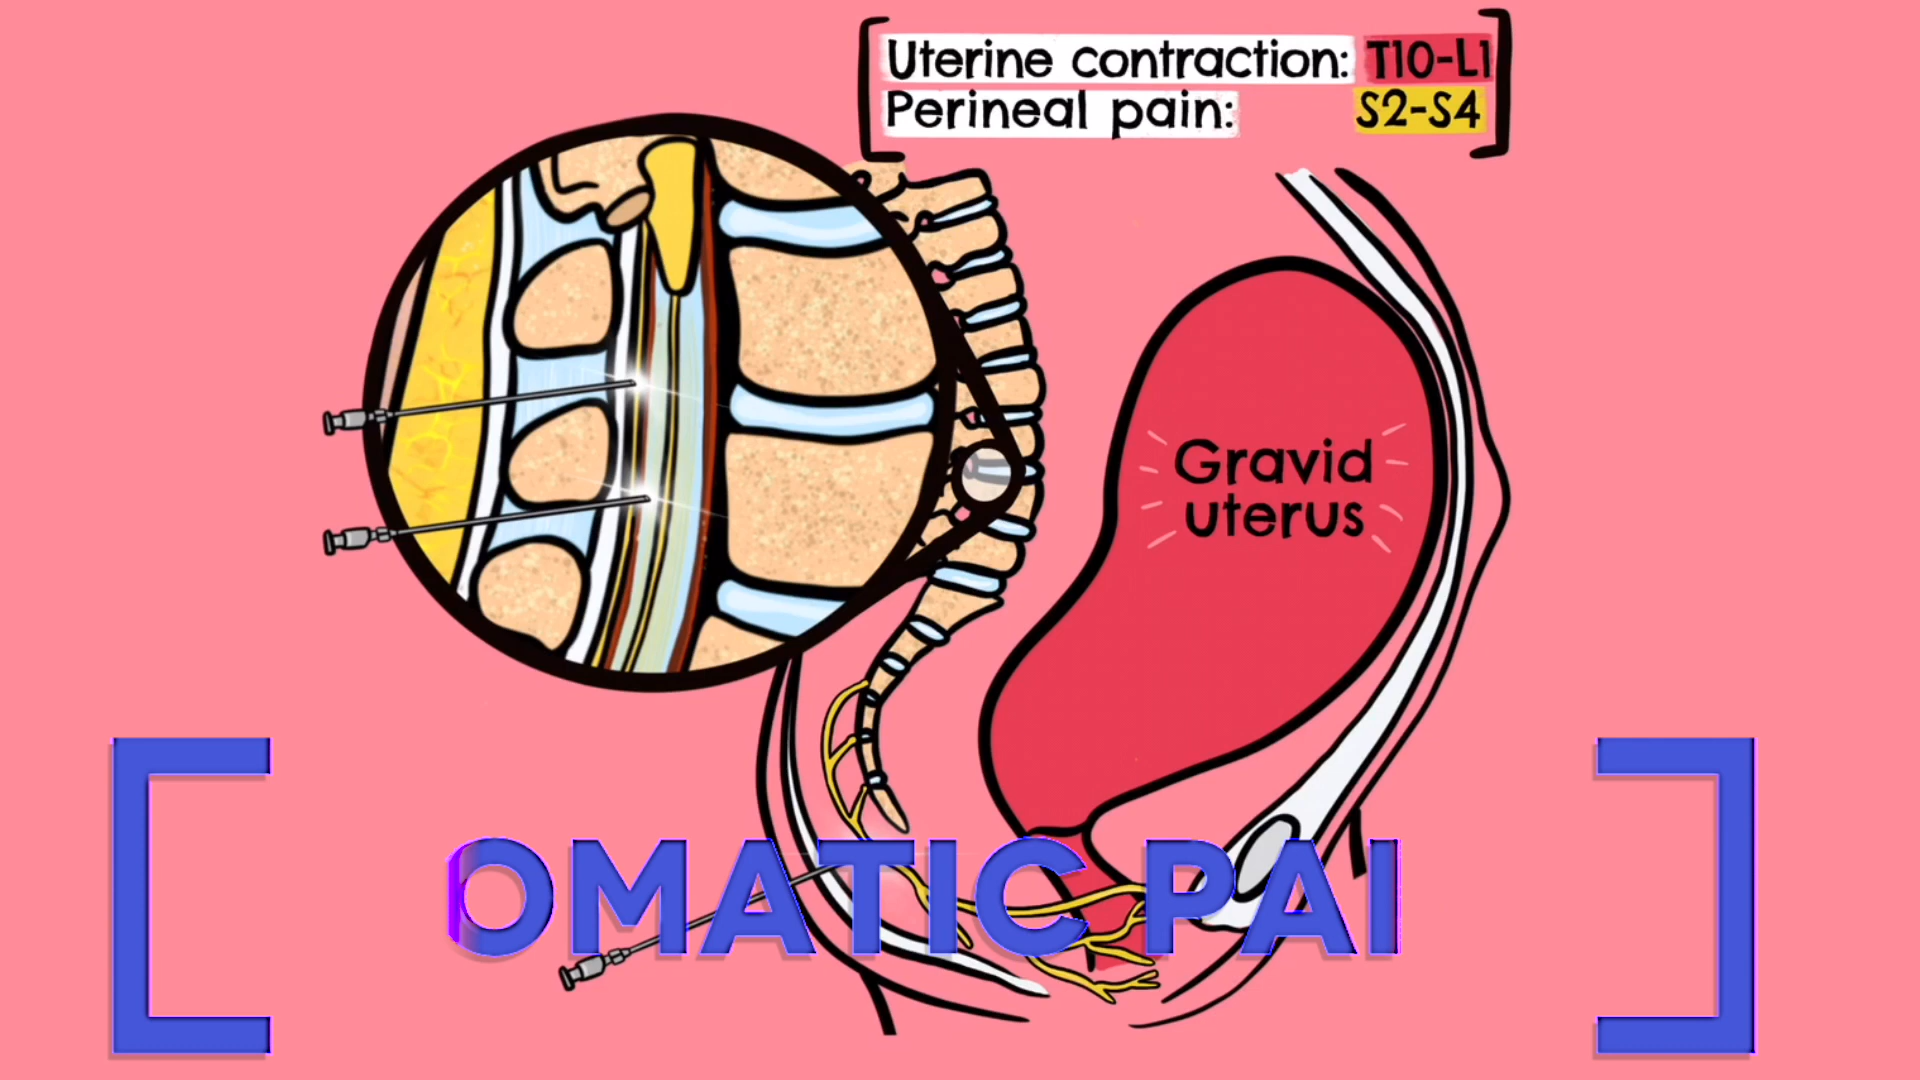 Uterine contraction: T10-L1
Perineal pain: S2-S4
Gravid
uterus
OMATIC PAI